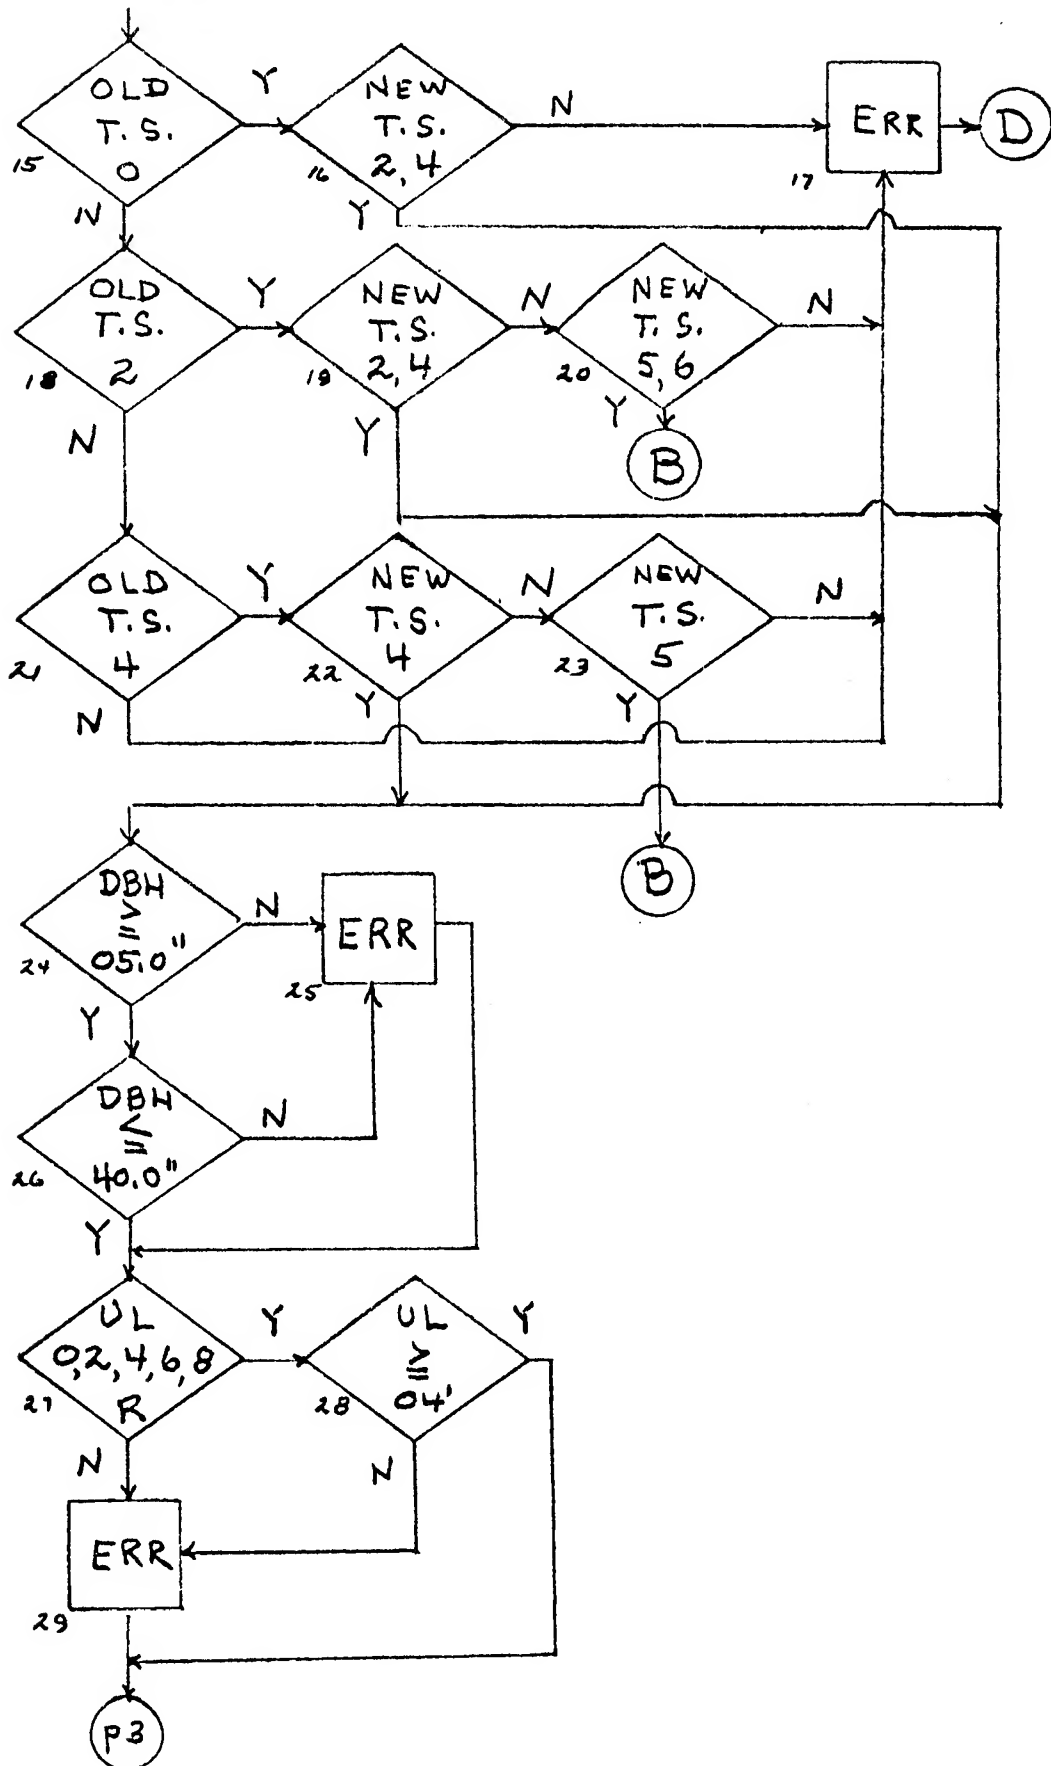 OLD
T.S.
0
15
Y
NEW
T.S.
2,4
16
N
ERR
17
D
N
Y
OLD
T.S.
2
18
Y
NEW
T.S.
2,4
19
N
NEW
T.S.
5,6
20
N
N
Y
Y
B
OLD
T.S.
4
21
Y
NEW
T.S.
4
22
N
NEW
T.S.
5
23
N
N
Y
Y
B
DBH
≥
05.0"
24
N
ERR
25
Y
DBH
≤
40.0"
26
N
Y
UL
0,2,4,6,8
R
27
Y
UL
≥
04'
28
Y
N
N
ERR
29
p3